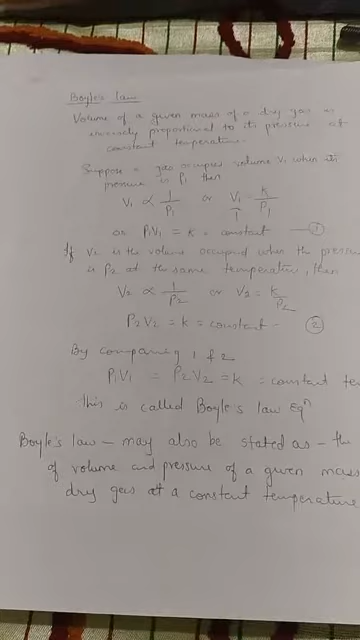 Boyle's law
Volume of a given mass of a dry gas is
inversely proportional to its pressure at
constant temperature.
Suppose a gas occupies volume V1 when its
pressure is P1 then
V1 ∝ 1/P1 or V1 = K/P1
or P1V1 = K = constant — ①
If V2 is the volume occupied when the pressure
is P2 at the same temperature, then
V2 ∝ 1/P2 or V2 = K/P2
P2V2 = K = constant - ②
By comparing 1 & 2
P1V1 = P2V2 = K = constant te
This is called Boyle's law Eqn
Boyle's law - may also be stated as - the
of volume and pressure of a given mass
dry gas at a constant temperature